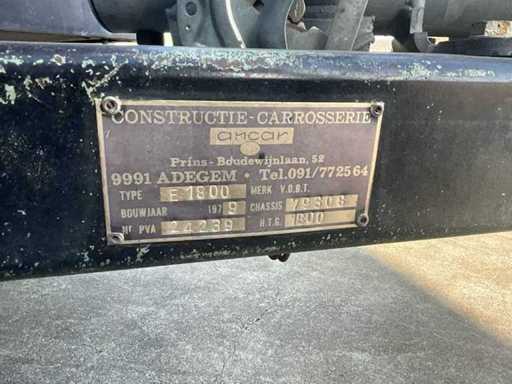 CONSTRUCTIE-CARROSSERIE
amcar
Prins-Boudewijnlaan, 52
9991 ADEGEM • Tel.091/772564
TYPE E 1800 MERK V.D.B.T.
BOUWJAAR 1979 CHASSIS 79308
Nr PVA 24239 H.T.G. 1800